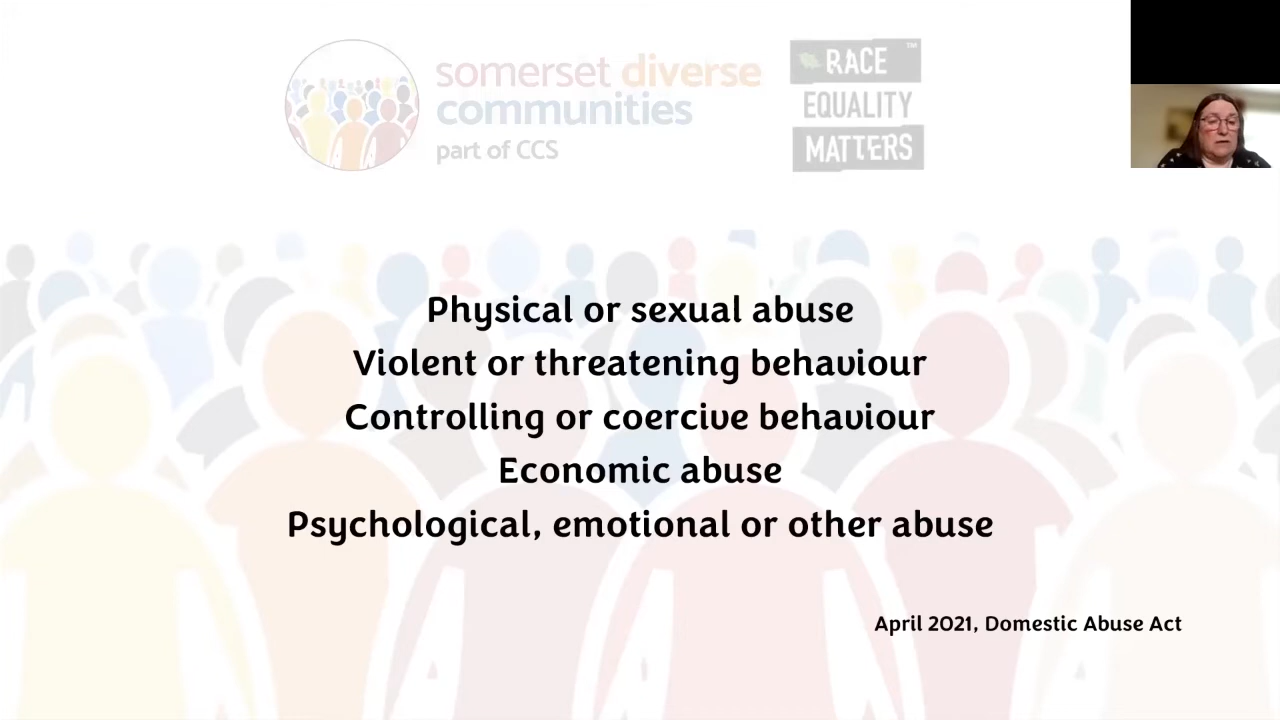 somerset diverse
communities
part of CCS
RACE ™
EQUALITY
MATTERS
Physical or sexual abuse
Violent or threatening behaviour
Controlling or coercive behaviour
Economic abuse
Psychological, emotional or other abuse
April 2021, Domestic Abuse Act